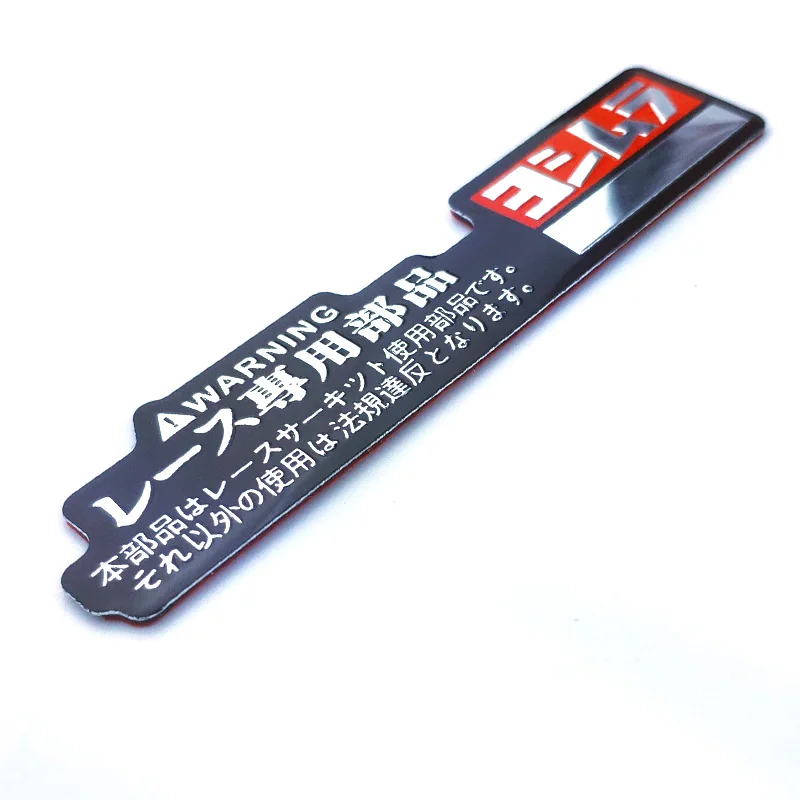 ⚠WARNING
レース専用部品
本部品はレースサーキット使用部品です。
それ以外の使用は法規違反となります。
ヨシムラ